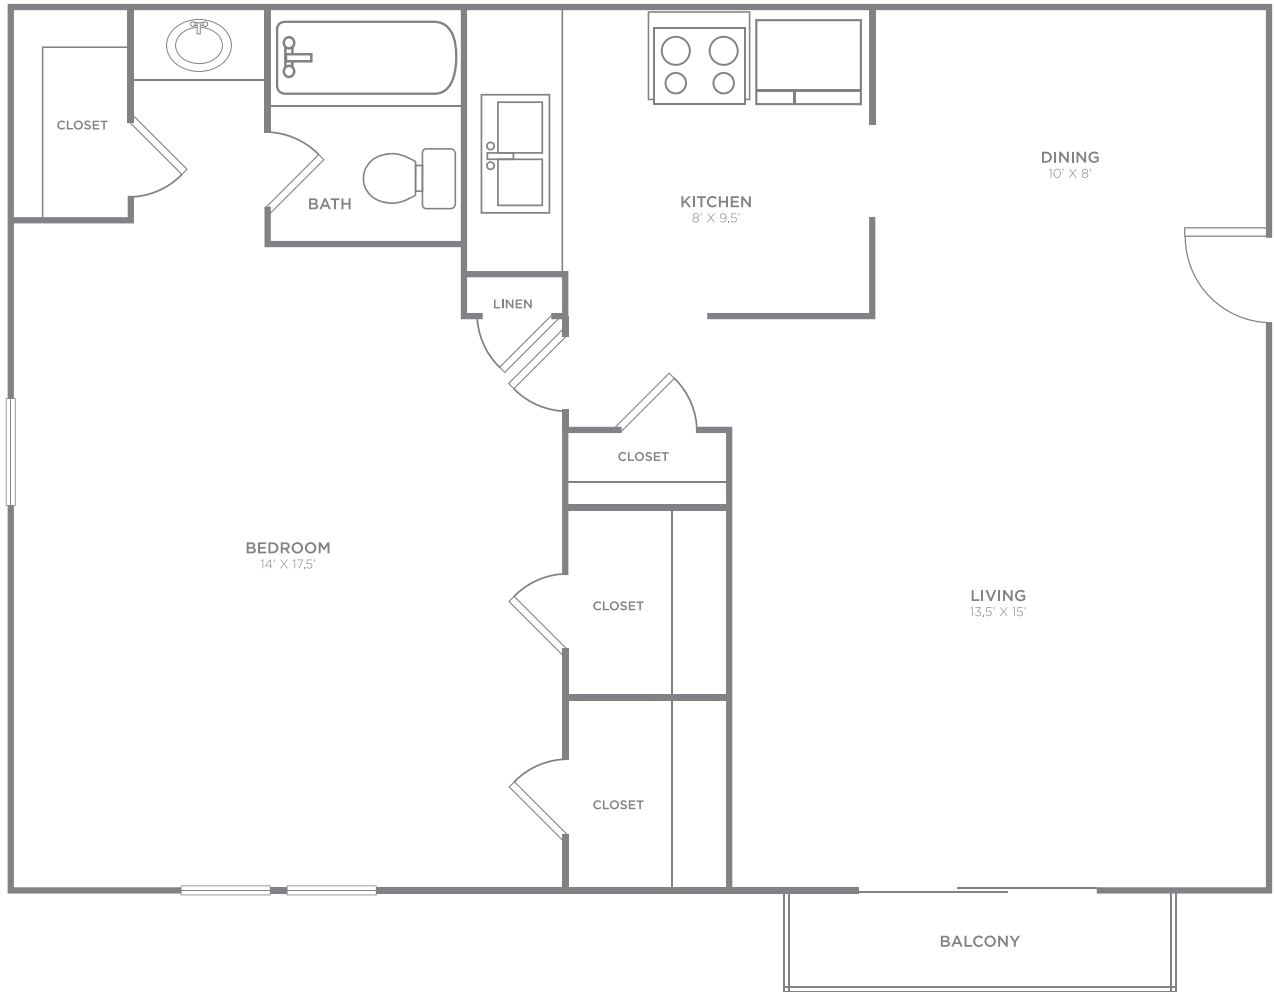 CLOSET
BATH
KITCHEN
8' X 9.5'
DINING
10' X 8'
LINEN
CLOSET
BEDROOM
14' X 17.5'
CLOSET
LIVING
13.5' X 15'
CLOSET
BALCONY